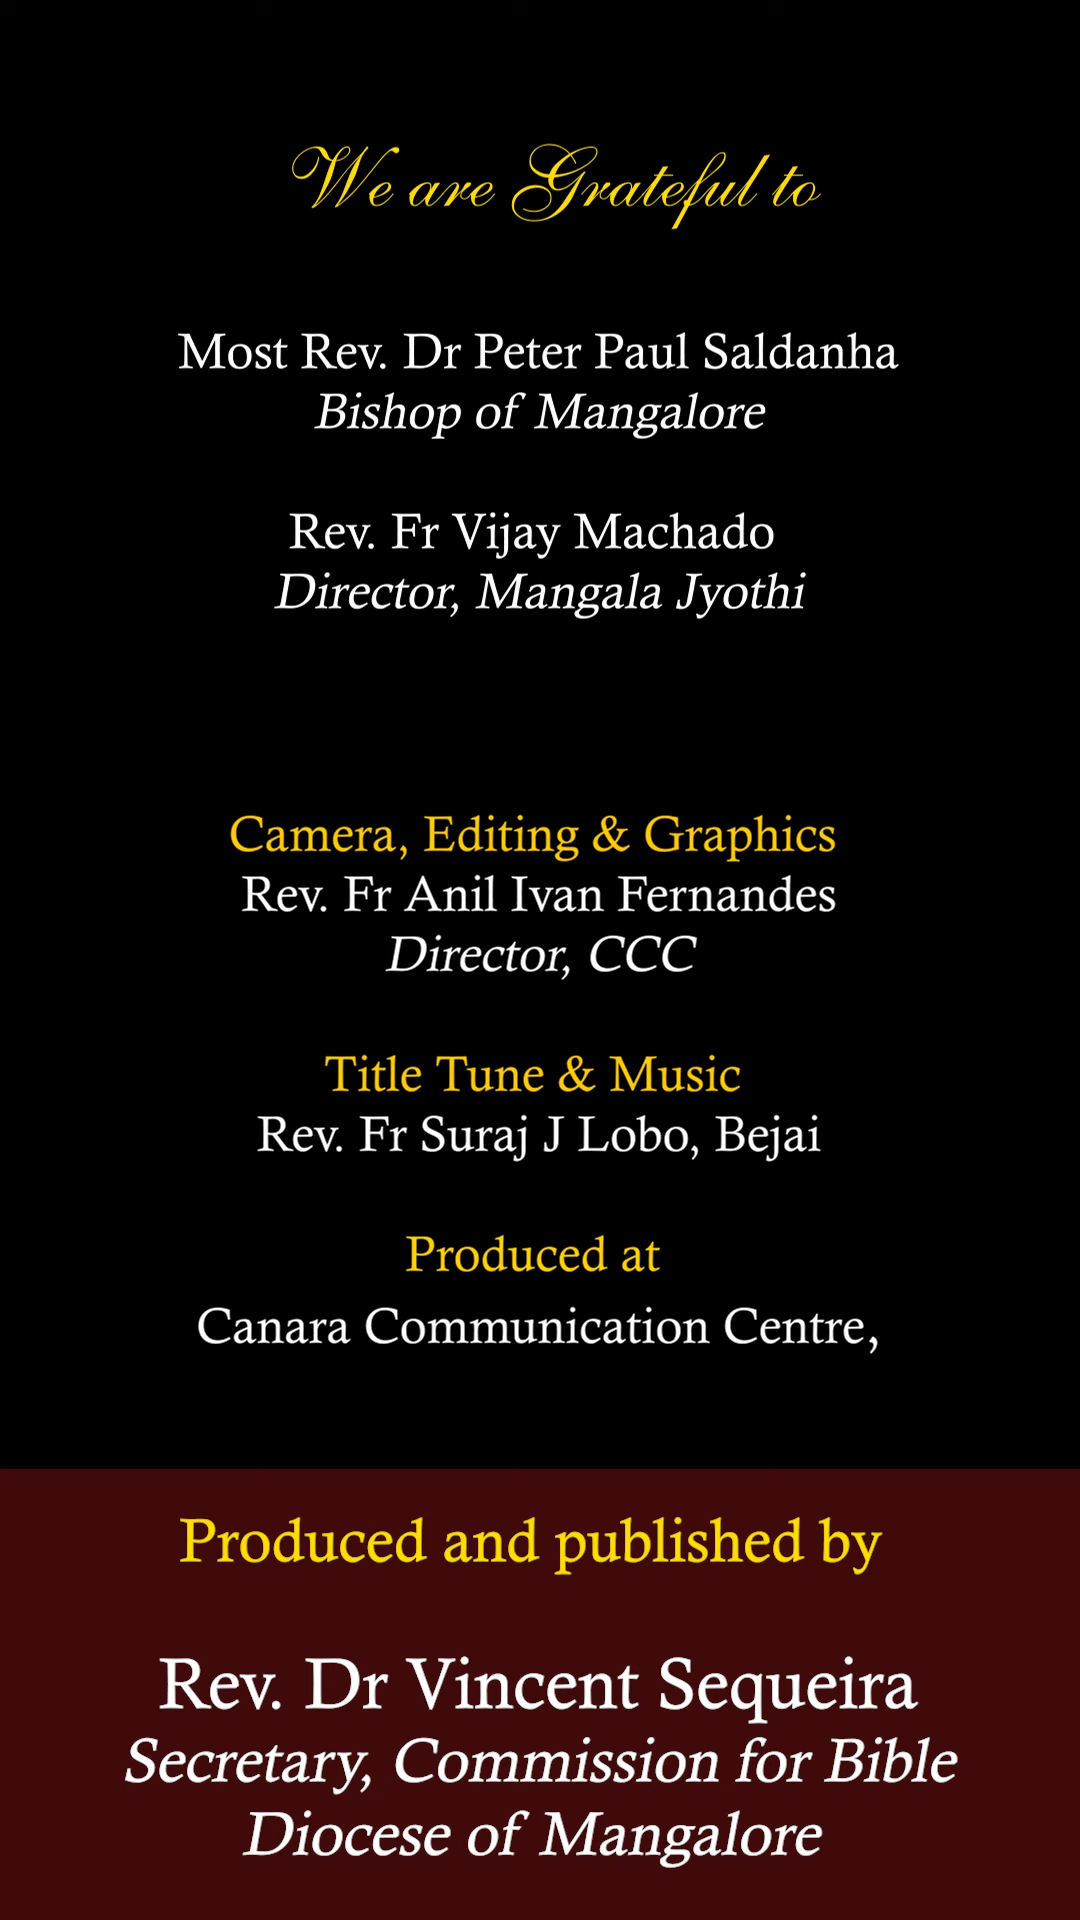 We are Grateful to
Most Rev. Dr Peter Paul Saldanha
Bishop of Mangalore
Rev. Fr Vijay Machado
Director, Mangala Jyothi
Camera, Editing & Graphics
Rev. Fr Anil Ivan Fernandes
Director, CCC
Title Tune & Music
Rev. Fr Suraj J Lobo, Bejai
Produced at
Canara Communication Centre,
Produced and published by
Rev. Dr Vincent Sequeira
Secretary, Commission for Bible
Diocese of Mangalore